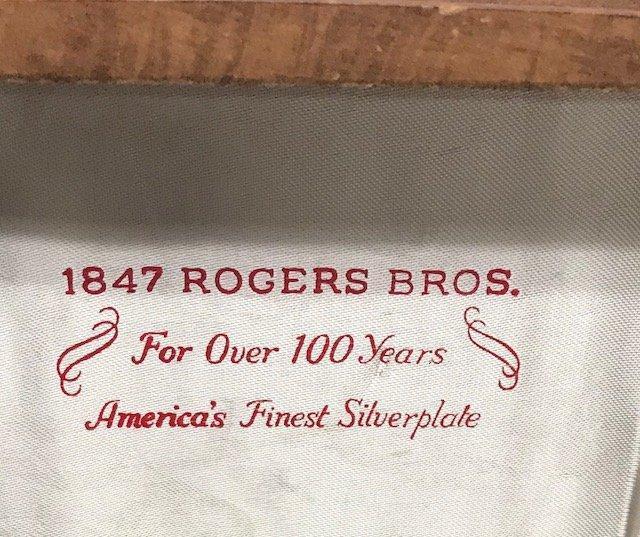 1847 ROGERS BROS.
For Over 100 Years
America's Finest Silverplate